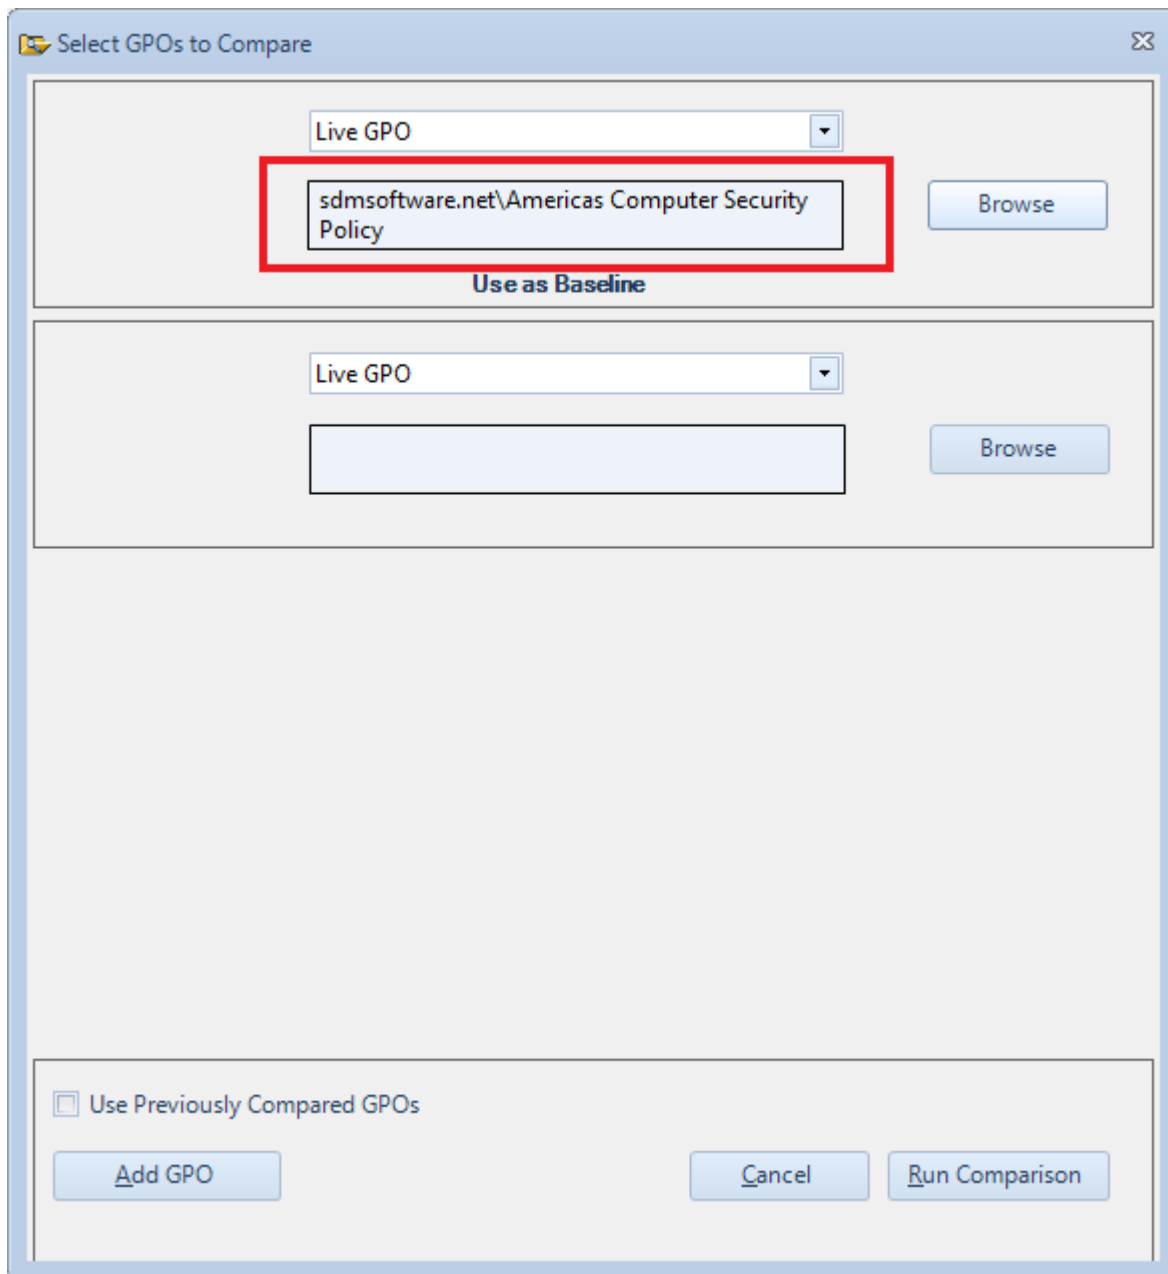 Select GPOs to Compare
Live GPO
sdmsoftware.net\Americas Computer Security
Policy
Browse
Use as Baseline
Live GPO
Browse
Use Previously Compared GPOs
Add GPO
Cancel
Run Comparison